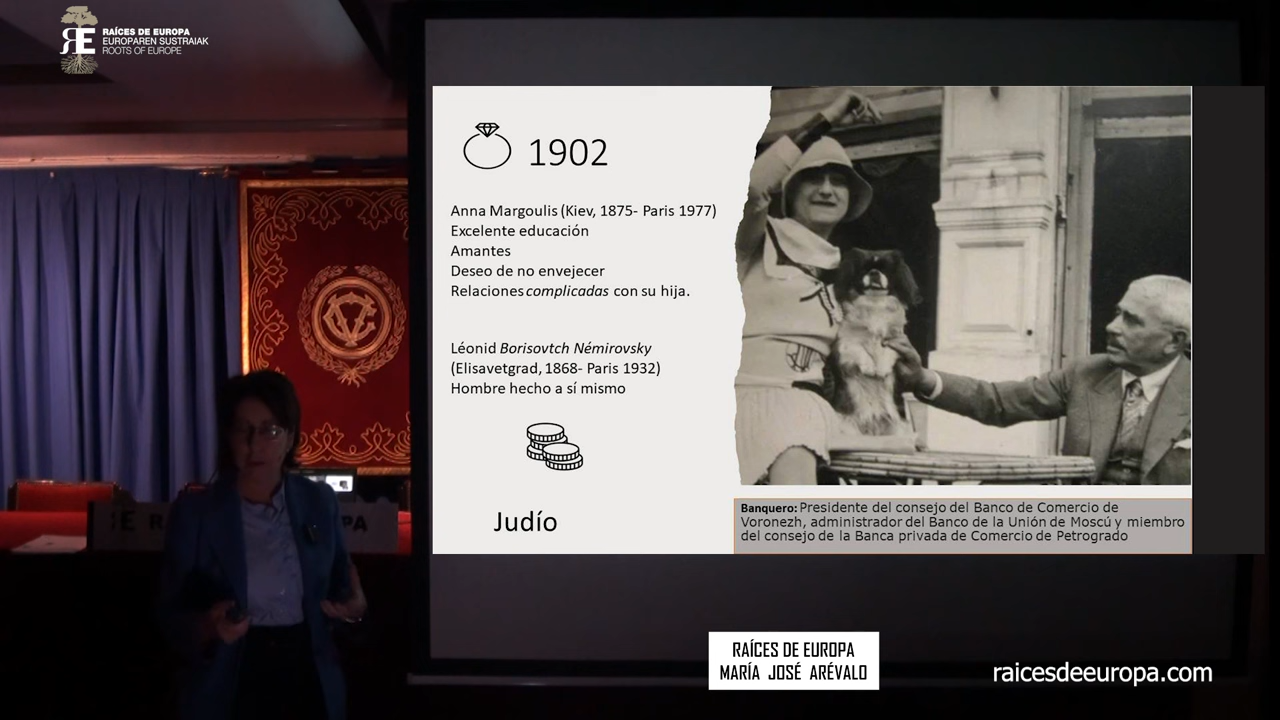 RAÍCES DE EUROPA
EUROPAREN SUSTRAIAK
ROOTS OF EUROPE
1902
Anna Margoulis (Kiev, 1875- Paris 1977)
Excelente educación
Amantes
Deseo de no envejecer
Relaciones complicadas con su hija.
Léonid Borisovtch Némirovsky
(Elisavetgrad, 1868- Paris 1932)
Hombre hecho a sí mismo
Judío
Banquero: Presidente del consejo del Banco de Comercio de
Voronezh, administrador del Banco de la Unión de Moscú y miembro
del consejo de la Banca privada de Comercio de Petrogrado
RAÍCES DE EUROPA
MARÍA JOSÉ ARÉVALO
raicesdeeuropa.com